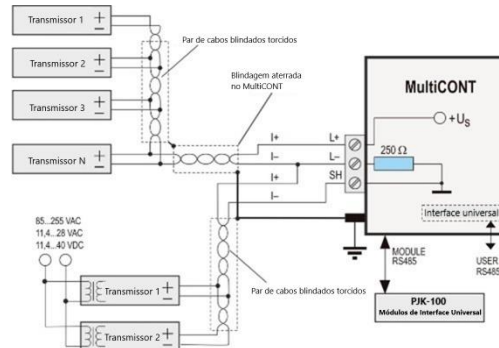 Transmissor 1
Transmissor 2
Transmissor 3
Transmissor N
Par de cabos blindados torcidos
Blindagem aterrada
no MultiCONT
MultiCONT
+US
250 Ω
I+
L+
I−
L−
I+
SH
I−
Interface universal
85...255 VAC
11,4...28 VAC
11,4...40 VDC
Transmissor 1
Transmissor 2
Par de cabos blindados torcidos
MODULE
RS485
USER
RS485
PJK-100
Módulos de Interface Universal